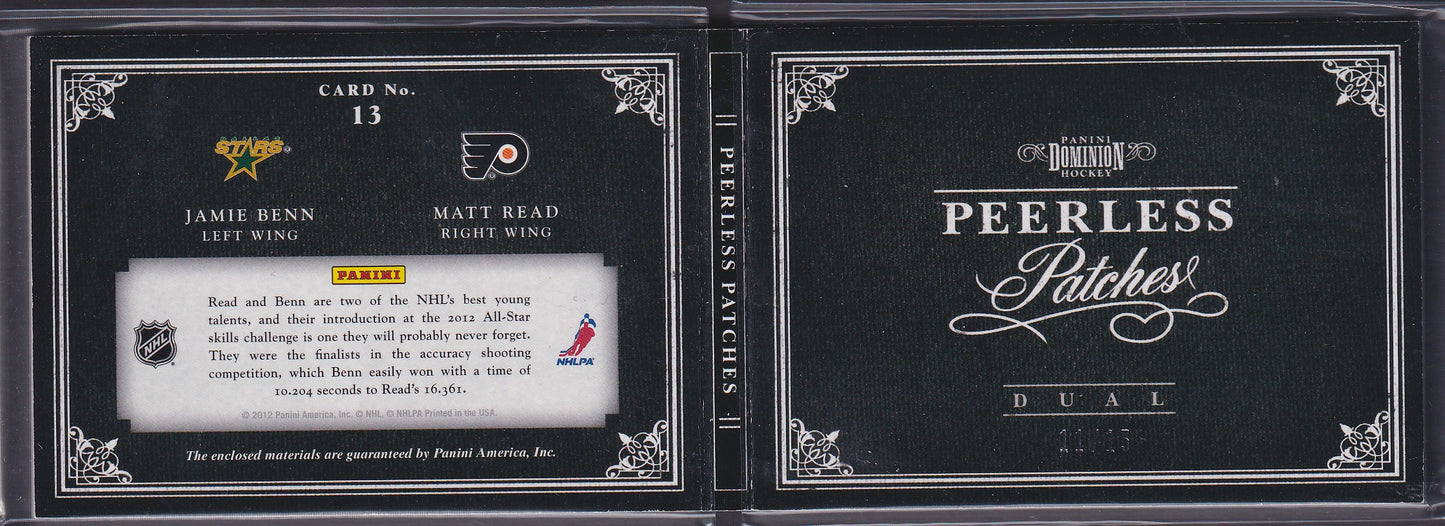 CARD No.
13
DALLAS
STARS
JAMIE BENN
LEFT WING
MATT READ
RIGHT WING
PANINI
Read and Benn are two of the NHL's best young
talents, and their introduction at the 2012 All-Star
skills challenge is one they will probably never forget.
They were the finalists in the accuracy shooting
competition, which Benn easily won with a time of
10.204 seconds to Read's 16.361.
NHL
NHLPA
© 2012 Panini America, Inc. © NHL, © NHLPA Printed in the USA.
The enclosed materials are guaranteed by Panini America, Inc.
PEERLESS PATCHES
PANINI
DOMINION
HOCKEY
PEERLESS
Patches
DUAL